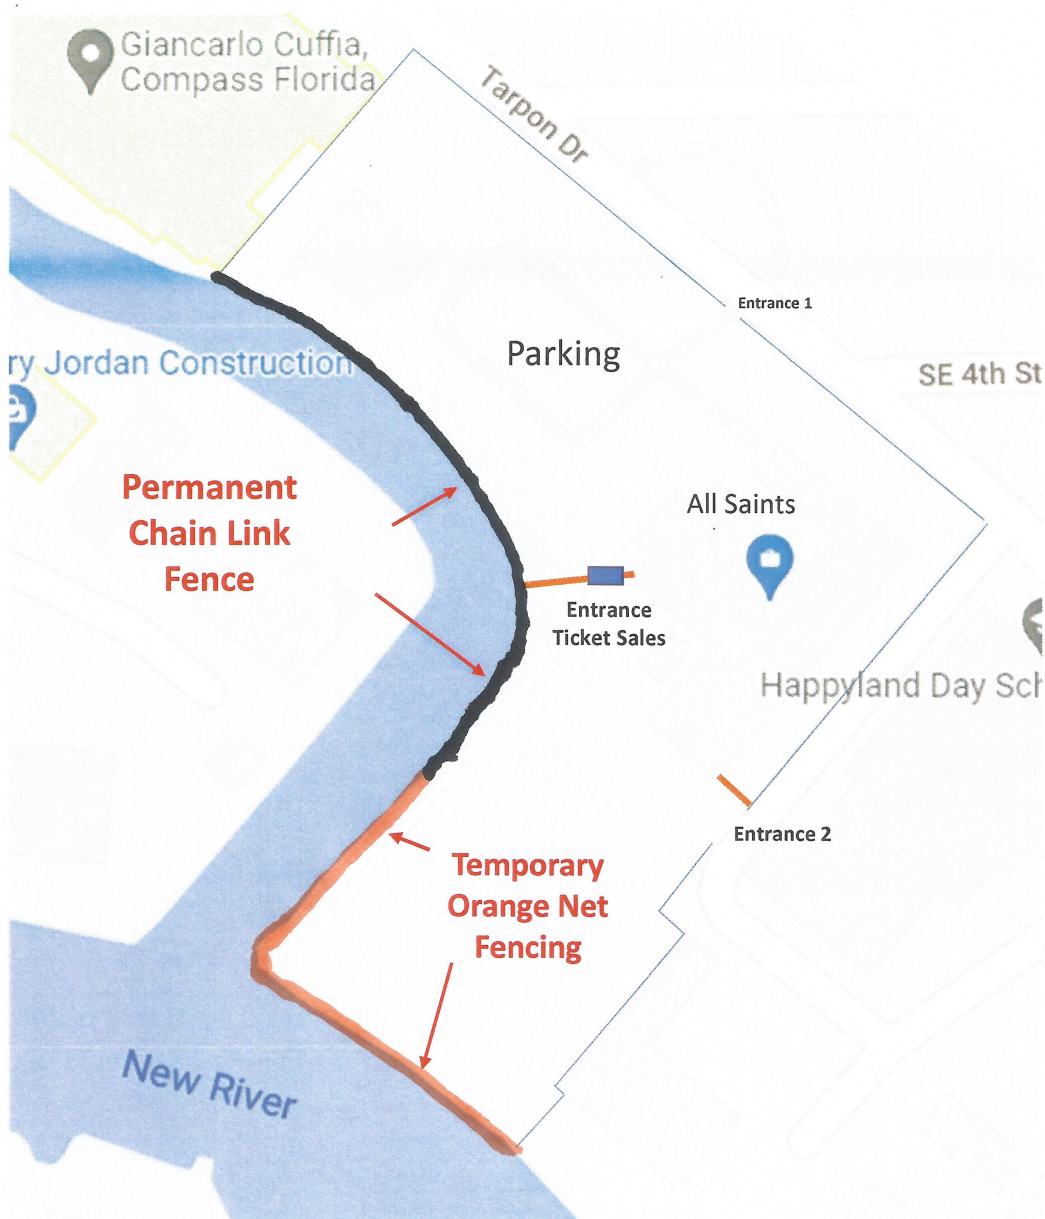 Giancarlo Cuffia,
Compass Florida
Tarpon Dr
Entrance 1
Parking
ry Jordan Construction
SE 4th St
Permanent
Chain Link
Fence
All Saints
Entrance
Ticket Sales
Happyland Day Sch
Entrance 2
Temporary
Orange Net
Fencing
New River